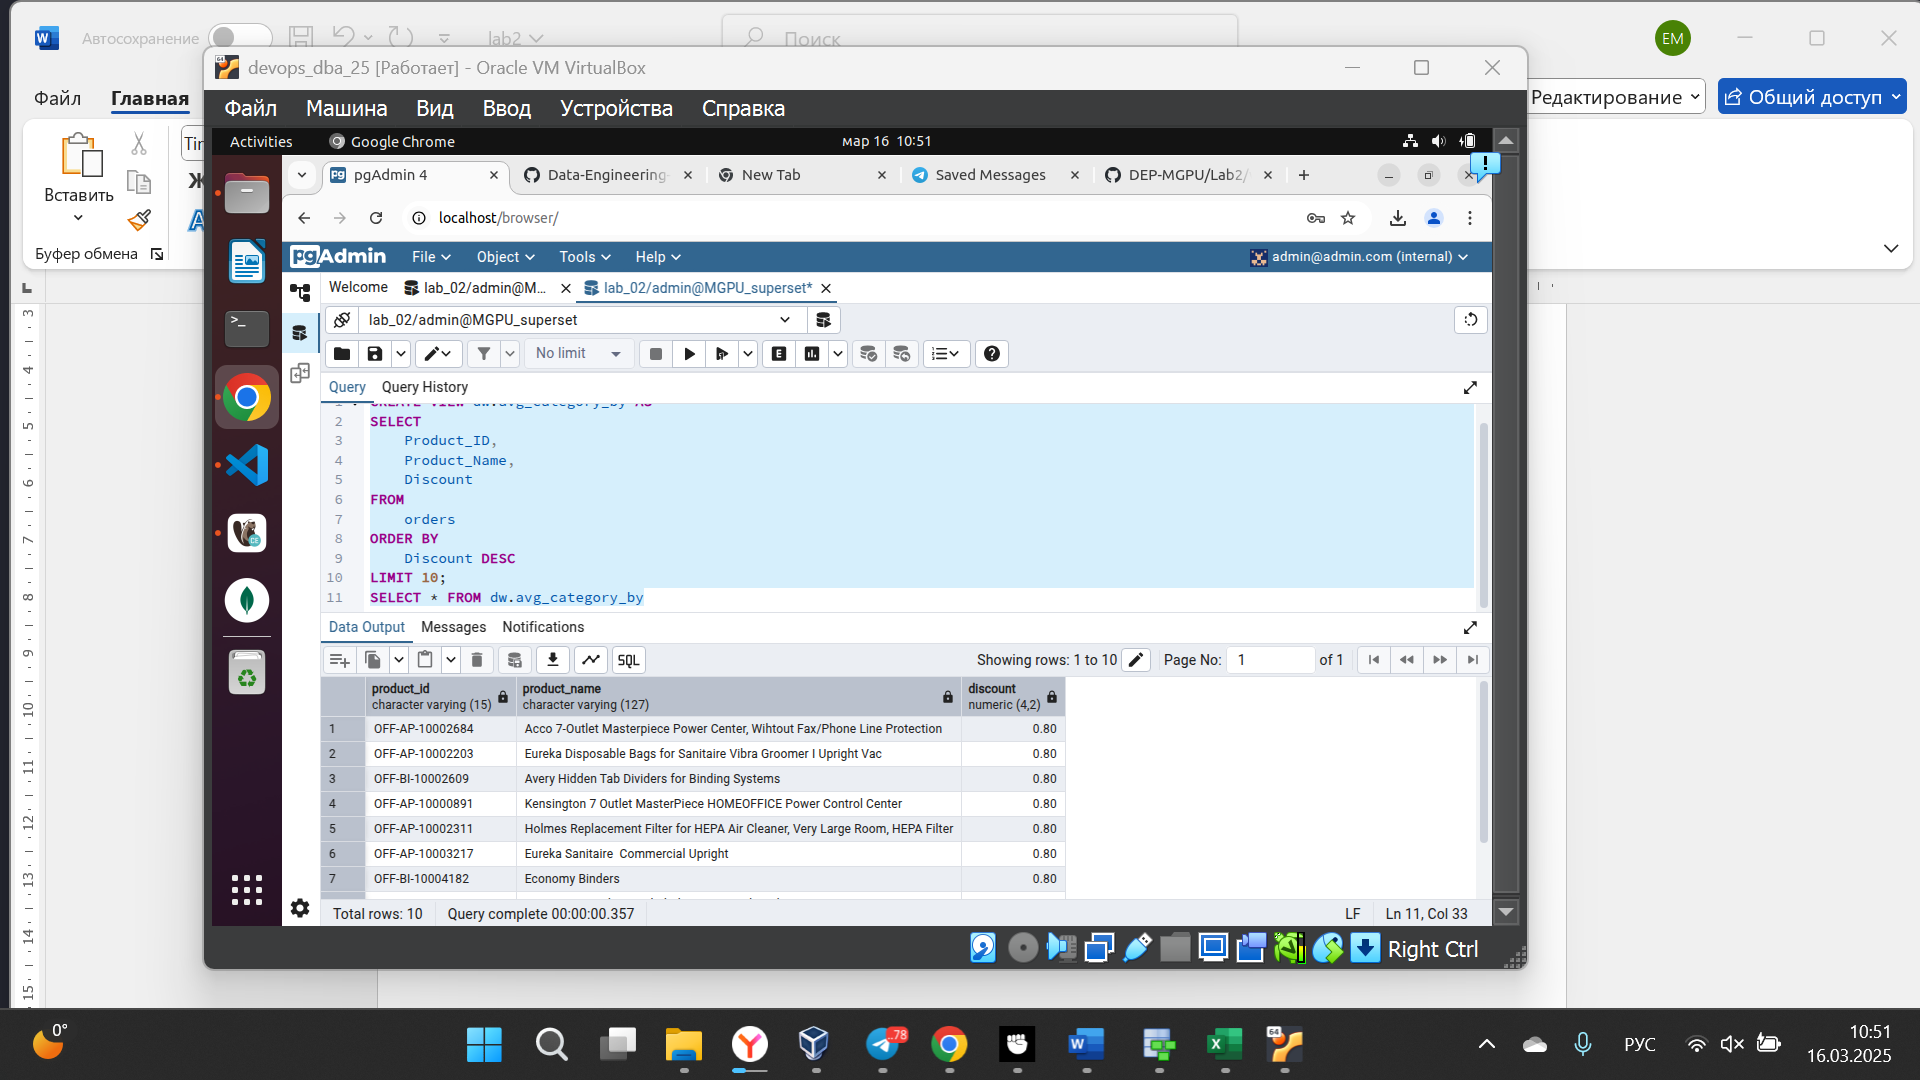 Автосохранение
lab2
Поиск
EM
Файл
Главная
Редактирование
Общий доступ
Вставить
Буфер обмена
devops_dba_25 [Работает] - Oracle VM VirtualBox
Файл Машина Вид Ввод Устройства Справка
Activities Google Chrome мар 16 10:51
pgAdmin 4 Data-Engineering- New Tab Saved Messages DEP-MGPU/Lab2/
localhost/browser/
pgAdmin File Object Tools Help admin@admin.com (internal)
Welcome lab_02/admin@M... lab_02/admin@MGPU_superset*
lab_02/admin@MGPU_superset
No limit
Query Query History
1 CREATE VIEW dw.avg_category_by AS
2 SELECT
3 Product_ID,
4 Product_Name,
5 Discount
6 FROM
7 orders
8 ORDER BY
9 Discount DESC
10 LIMIT 10;
11 SELECT * FROM dw.avg_category_by
Data Output Messages Notifications
SQL Showing rows: 1 to 10 Page No: 1 of 1
product_id product_name discount
character varying (15) character varying (127) numeric (4,2)
1 OFF-AP-10002684 Acco 7-Outlet Masterpiece Power Center, Wihtout Fax/Phone Line Protection 0.80
2 OFF-AP-10002203 Eureka Disposable Bags for Sanitaire Vibra Groomer I Upright Vac 0.80
3 OFF-BI-10002609 Avery Hidden Tab Dividers for Binding Systems 0.80
4 OFF-AP-10000891 Kensington 7 Outlet MasterPiece HOMEOFFICE Power Control Center 0.80
5 OFF-AP-10002311 Holmes Replacement Filter for HEPA Air Cleaner, Very Large Room, HEPA Filter 0.80
6 OFF-AP-10003217 Eureka Sanitaire  Commercial Upright 0.80
7 OFF-BI-10004182 Economy Binders 0.80
Total rows: 10 Query complete 00:00:00.357 LF Ln 11, Col 33
Right Ctrl
0°
РУС
10:51
16.03.2025